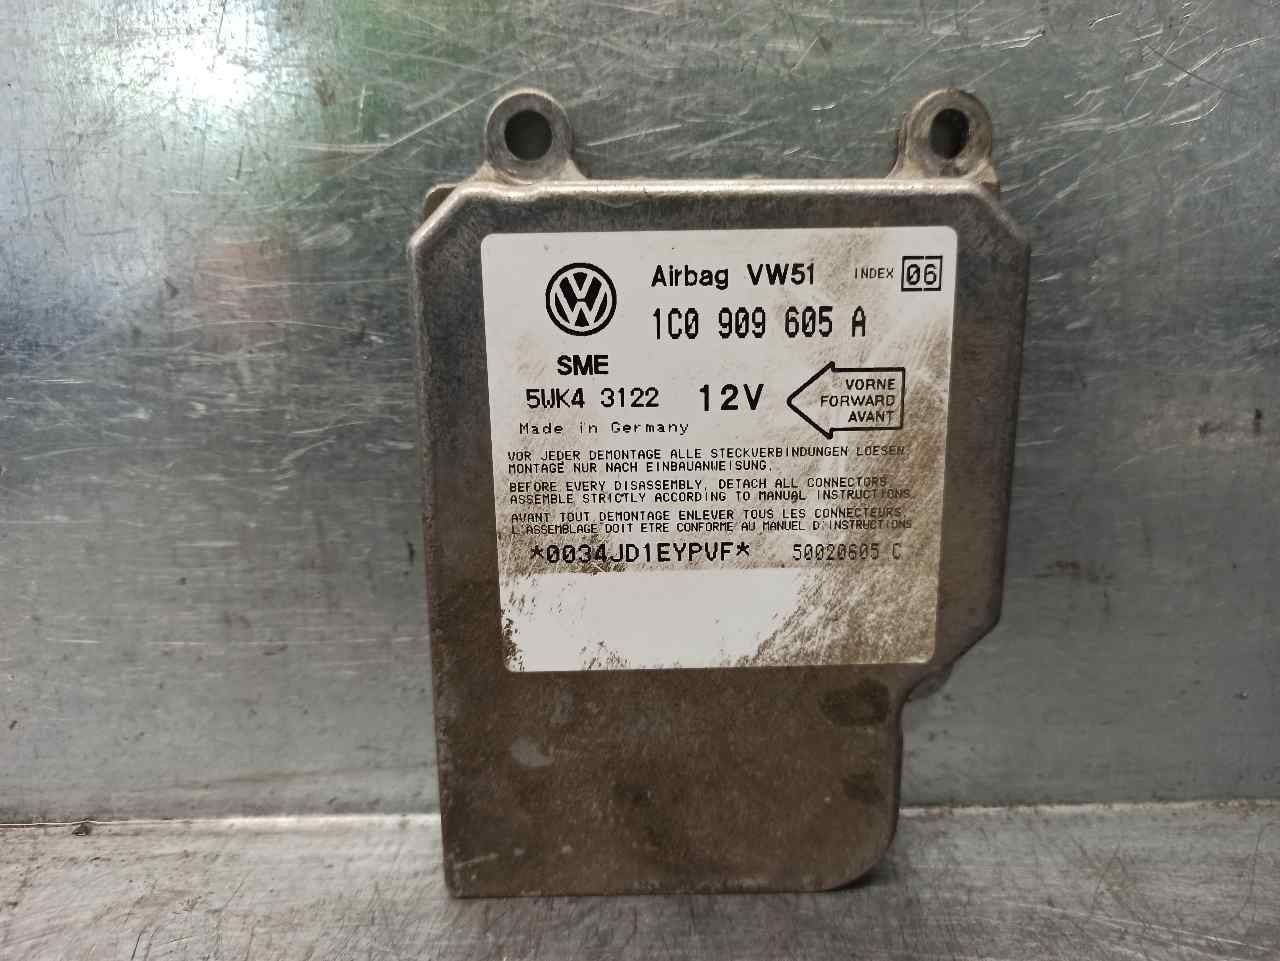 Airbag VW51 INDEX 06
1C0 909 605 A
SME
5WK4 3122 12V
VORNE
FORWARD
AVANT
Made in Germany
VOR JEDER DEMONTAGE ALLE STECKVERBINDUNGEN LOESEN
MONTAGE NUR NACH EINBAUANWEISUNG.
BEFORE EVERY DISASSEMBLY, DETACH ALL CONNECTORS
ASSEMBLE STRICTLY ACCORDING TO MANUAL INSTRUCTIONS.
AVANT TOUT DEMONTAGE ENLEVER TOUS LES CONNECTEURS
L'ASSEMBLAGE DOIT ETRE CONFORME AU MANUEL D'INSTRUCTIONS
*0034JD1EYPVF* 50020605 C